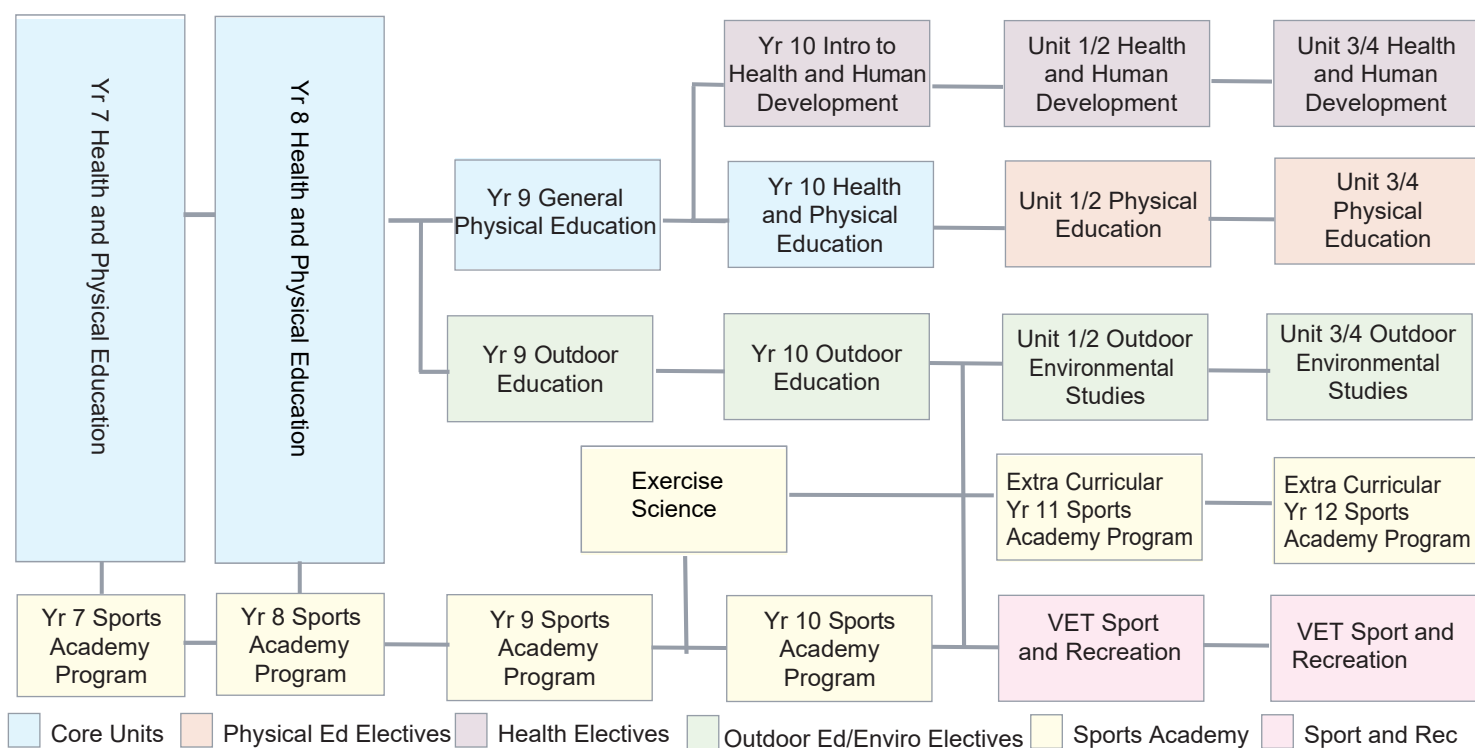 Yr 7 Health and Physical Education
Yr 8 Health and Physical Education
Yr 9 General
Physical Education
Yr 10 Intro to
Health and Human
Development
Unit 1/2 Health
and Human
Development
Unit 3/4 Health
and Human
Development
Yr 10 Health
and Physical
Education
Unit 1/2 Physical
Education
Unit 3/4
Physical
Education
Yr 9 Outdoor
Education
Yr 10 Outdoor
Education
Unit 1/2 Outdoor
Environmental
Studies
Unit 3/4 Outdoor
Environmental
Studies
Exercise
Science
Extra Curricular
Yr 11 Sports
Academy Program
Extra Curricular
Yr 12 Sports
Academy Program
Yr 7 Sports
Academy
Program
Yr 8 Sports
Academy
Program
Yr 9 Sports
Academy
Program
Yr 10 Sports
Academy
Program
VET Sport
and Recreation
VET Sport and
Recreation
Core Units
Physical Ed Electives
Health Electives
Outdoor Ed/Enviro Electives
Sports Academy
Sport and Rec